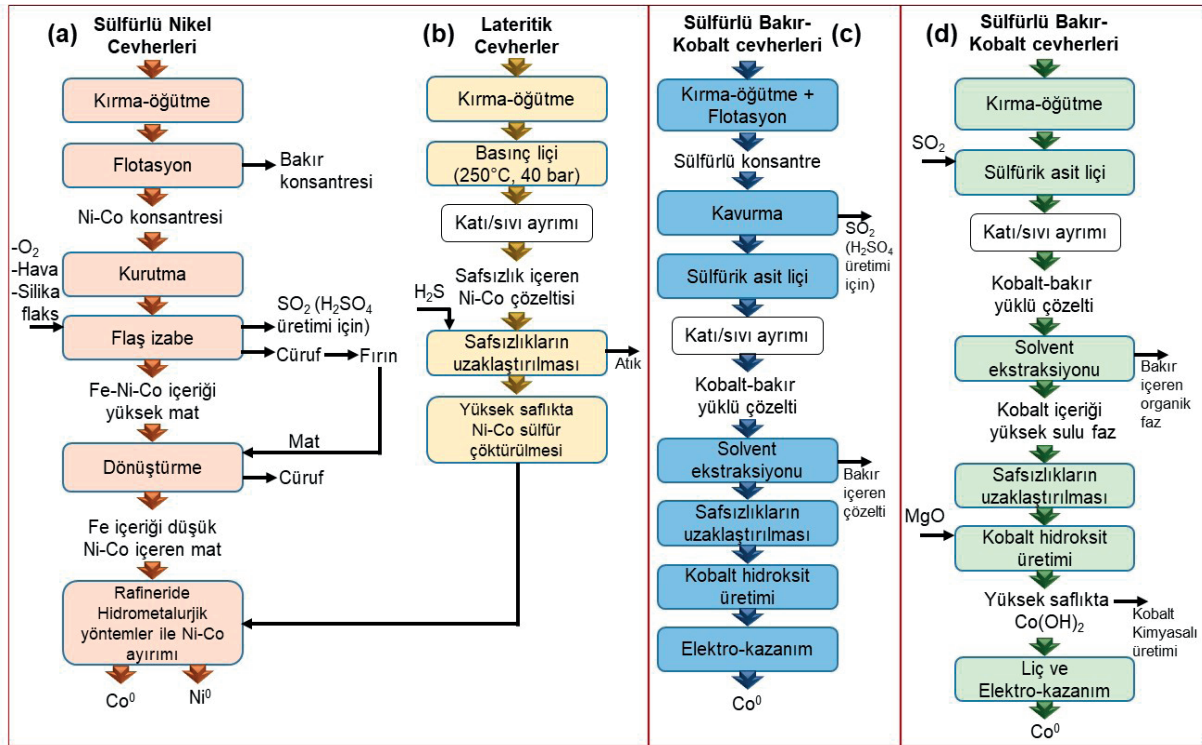 (a)
Sülfürlü Nikel
Cevherleri
Kırma-öğütme
Flotasyon
Bakır
konsantresi
Ni-Co konsantresi
-O₂
-Hava
-Silika
flaks
Kurutma
Flaş izabe
SO₂ (H₂SO₄
üretimi için)
Cüruf
Fırın
Fe-Ni-Co içeriği
yüksek mat
Mat
Dönüştürme
Cüruf
Fe içeriği düşük
Ni-Co içeren mat
Rafineride
Hidrometalurjik
yöntemler ile Ni-Co
ayırımı
Co⁰
Ni⁰
(b)
Lateritik
Cevherler
Kırma-öğütme
Basınç liçi
(250°C, 40 bar)
Katı/sıvı ayrımı
Safsızlık içeren
Ni-Co çözeltisi
H₂S
Safsızlıkların
uzaklaştırılması
Atık
Yüksek saflıkta
Ni-Co sülfür
çöktürülmesi
Sülfürlü Bakır-
Kobalt cevherleri
(c)
Kırma-öğütme +
Flotasyon
Sülfürlü konsantre
Kavurma
SO₂
(H₂SO₄
üretimi
için)
Sülfürik asit liçi
Katı/sıvı ayrımı
Kobalt-bakır
yüklü çözelti
Solvent
ekstraksiyonu
Bakır
içeren
çözelti
Safsızlıkların
uzaklaştırılması
Kobalt hidroksit
üretimi
Elektro-kazanım
Co⁰
(d)
Sülfürlü Bakır-
Kobalt cevherleri
Kırma-öğütme
SO₂
Sülfürik asit liçi
Katı/sıvı ayrımı
Kobalt-bakır
yüklü çözelti
Solvent
ekstraksiyonu
Bakır
içeren
organik
faz
Kobalt içeriği
yüksek sulu faz
Safsızlıkların
uzaklaştırılması
MgO
Kobalt hidroksit
üretimi
Yüksek saflıkta
Co(OH)₂
Kobalt
Kimyasalı
üretimi
Liç ve
Elektro-kazanım
Co⁰